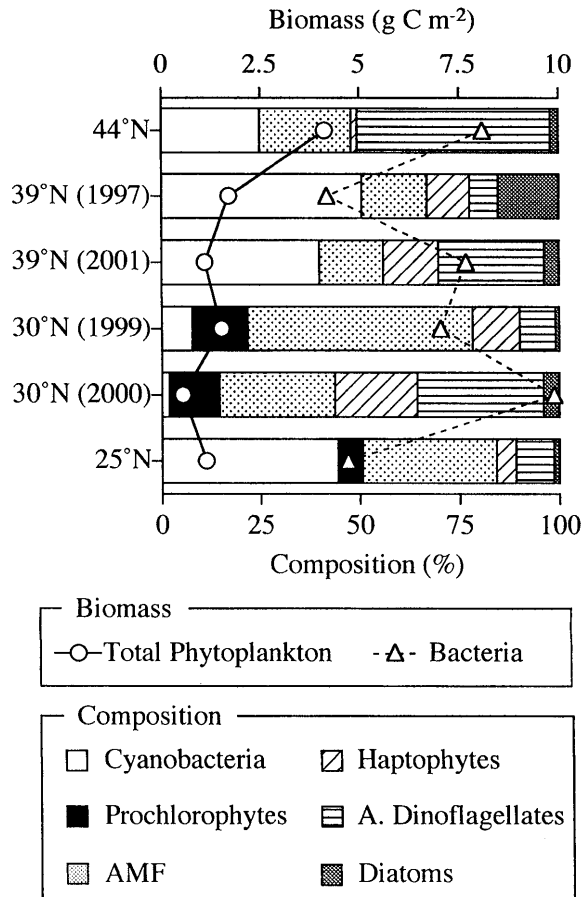 Biomass (g C m⁻²)
0 2.5 5 7.5 10
44˚N
39˚N (1997)
39˚N (2001)
30˚N (1999)
30˚N (2000)
25˚N
0 25 50 75 100
Composition (%)
Biomass
Total Phytoplankton Bacteria
Composition
Cyanobacteria Haptophytes
Prochlorophytes A. Dinoflagellates
AMF Diatoms